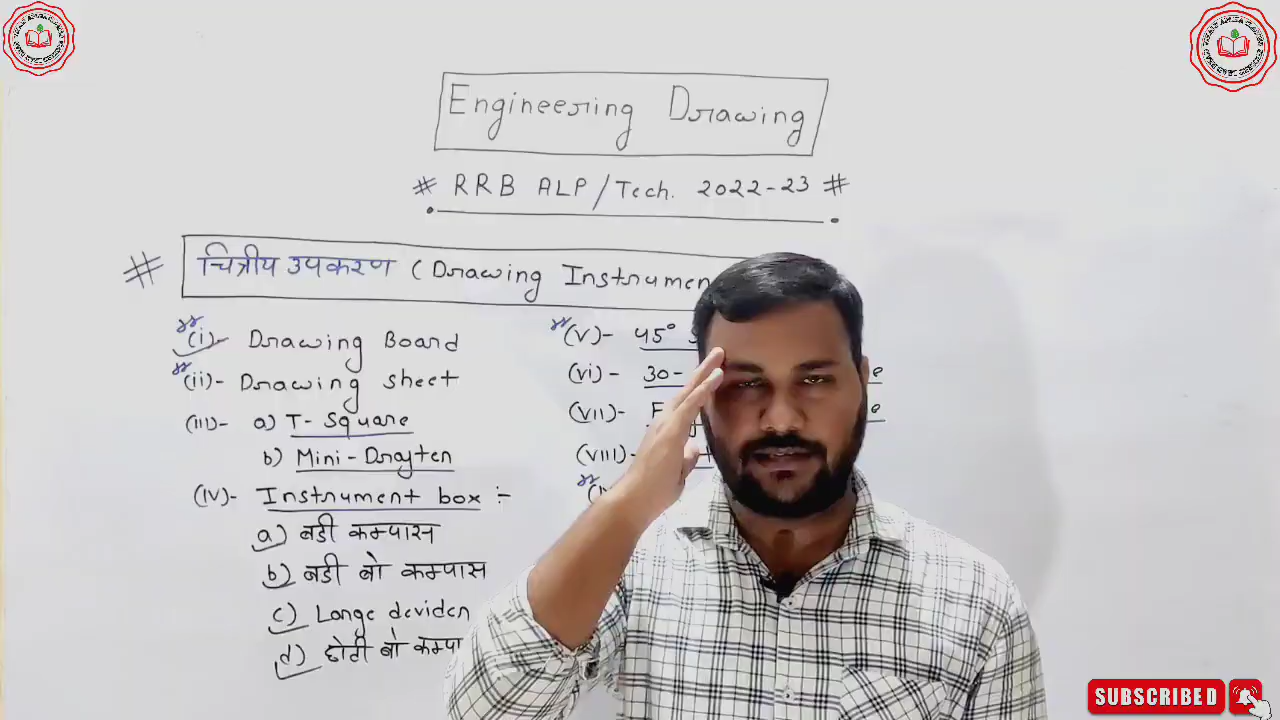 Engineering Drawing
# RRB ALP/Tech. 2022-23 #
# चित्रीय उपकरण (Drawing Instrumen
(i) Drawing Board
(ii)- Drawing sheet
(III)- a) T- Square
b) Mini-Drayter
(IV)- Instrument box :-
a) बडी कम्पास
b) बडी बो कम्पास
c) Large devider
d) छोटी बो कम्पा
(V)- 45°
(vi)- 30-
(VII)-
(VIII)-
SUBSCRIBED